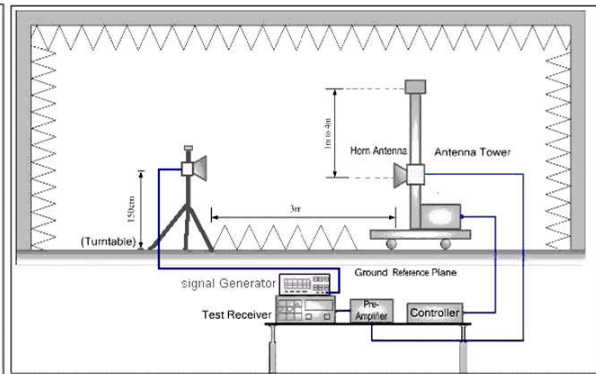 1m to 4m
Horn Antenna
Antenna Tower
150cm
3m
(Turntable)
Ground Reference Plane
signal Generator
Test Receiver
Pre-
Amplifier
Controller